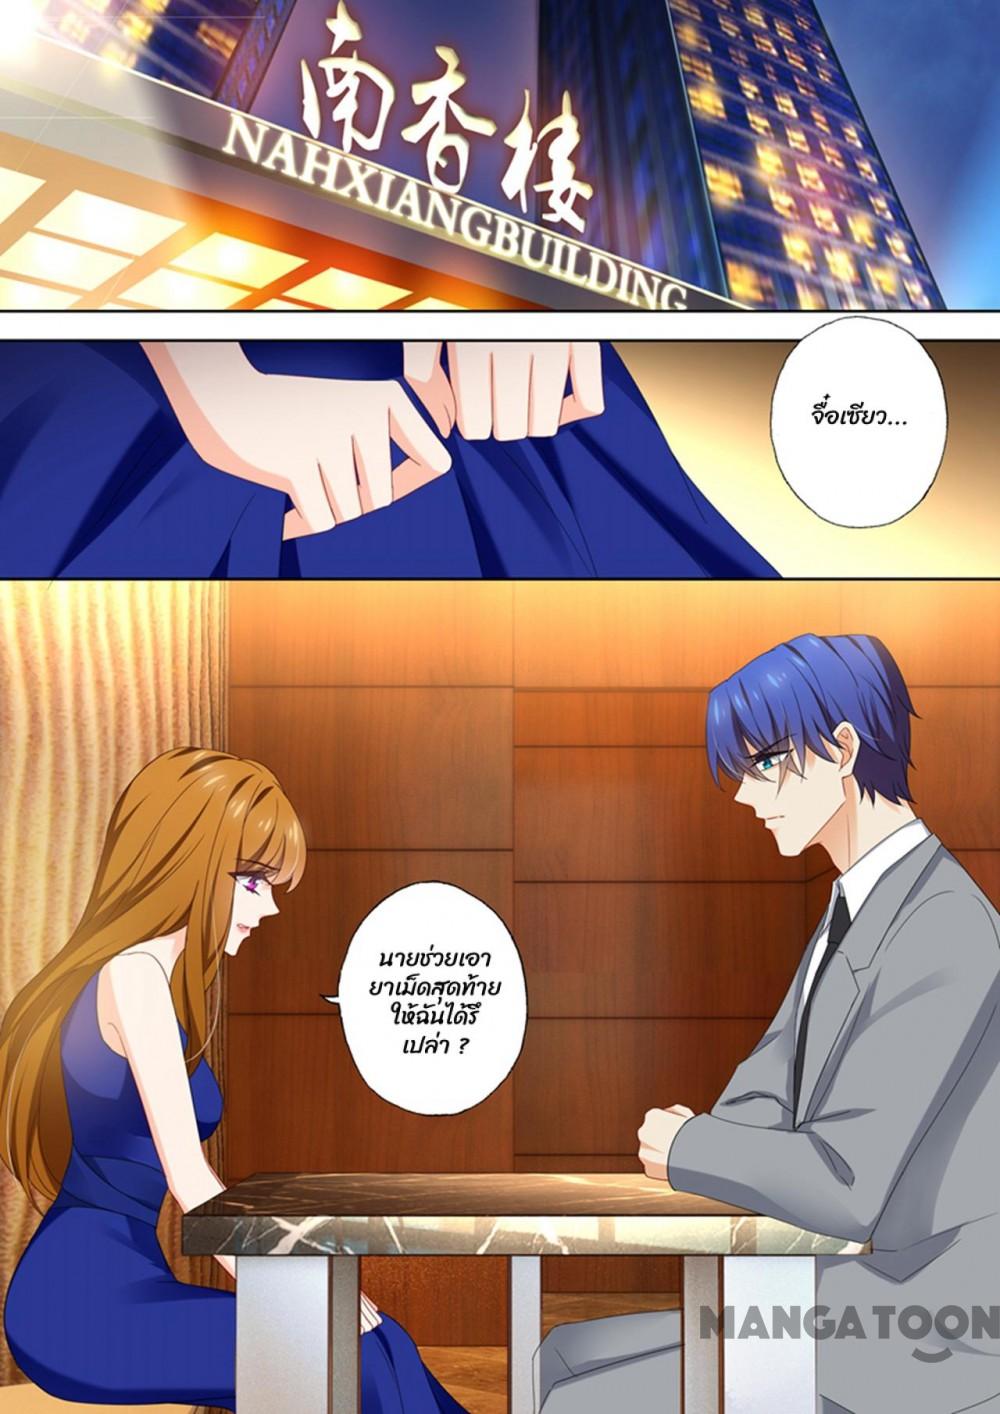 南香楼
NAHXIANGBUILDING
จื่อเซียว...
นายช่วยเอา
ยาเม็ดสุดท้าย
ให้ฉันได้รึ
เปล่า ?
MANGATOON